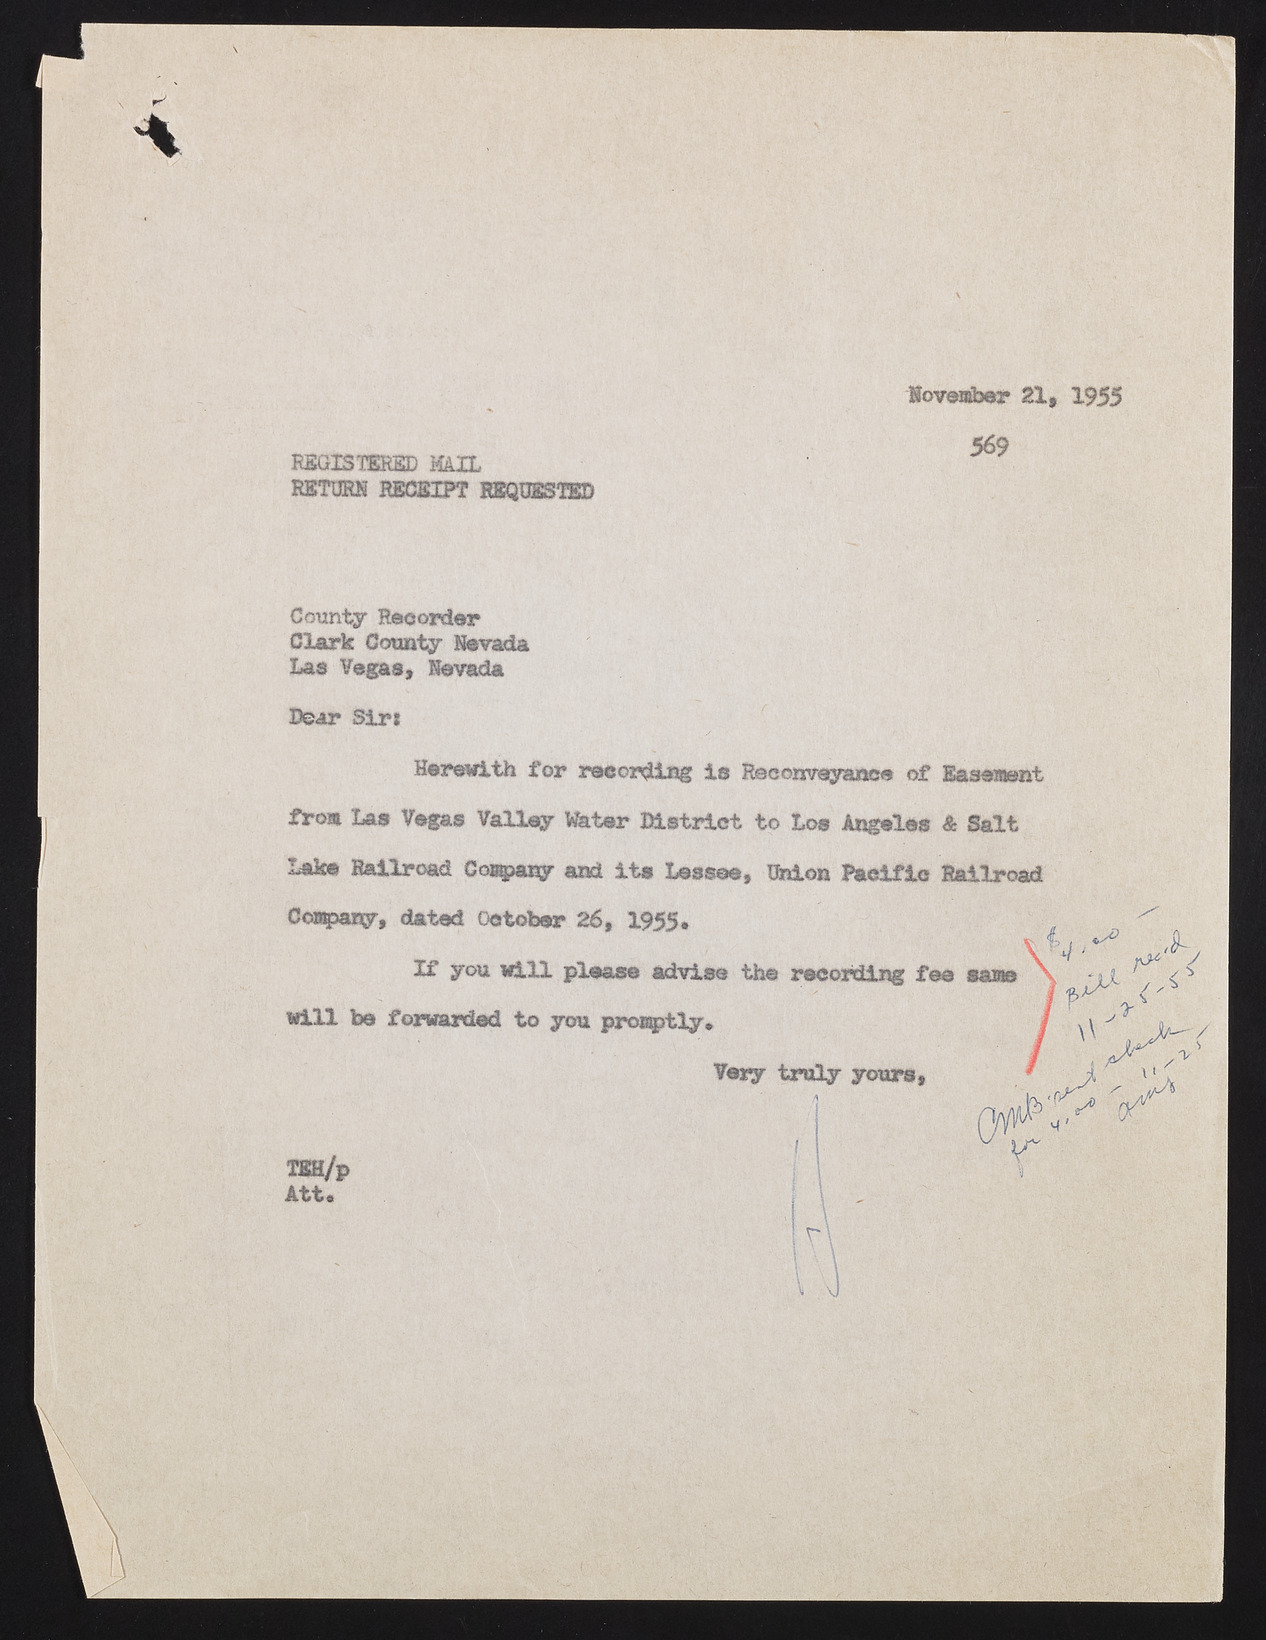 November 21, 1955
569
REGISTERED MAIL
RETURN RECEIPT REQUESTED
County Recorder
Clark County Nevada
Las Vegas, Nevada
Dear Sir:
Herewith for recording is Reconveyance of Easement
from Las Vegas Valley Water District to Los Angeles & Salt
Lake Railroad Company and its Lessee, Union Pacific Railroad
Company, dated October 26, 1955.
If you will please advise the recording fee same
will be forwarded to you promptly.
Very truly yours,
$4.00 —
Bill rec'd
11-25-55
CMB sent check
for 4.00 - 11-25
H
TEH/p
Att.